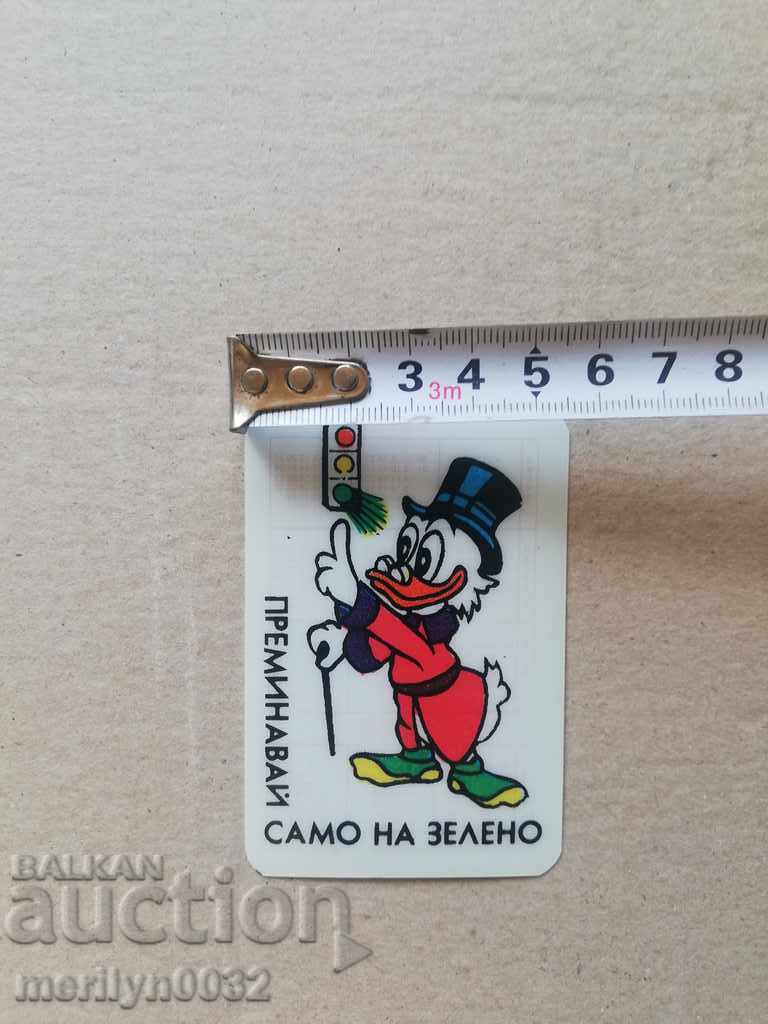 3 4 5 6 7 8
3m
ПРЕМИНАВАЙ
САМО НА ЗЕЛЕНО
BALKAN
auction
merilyn0032